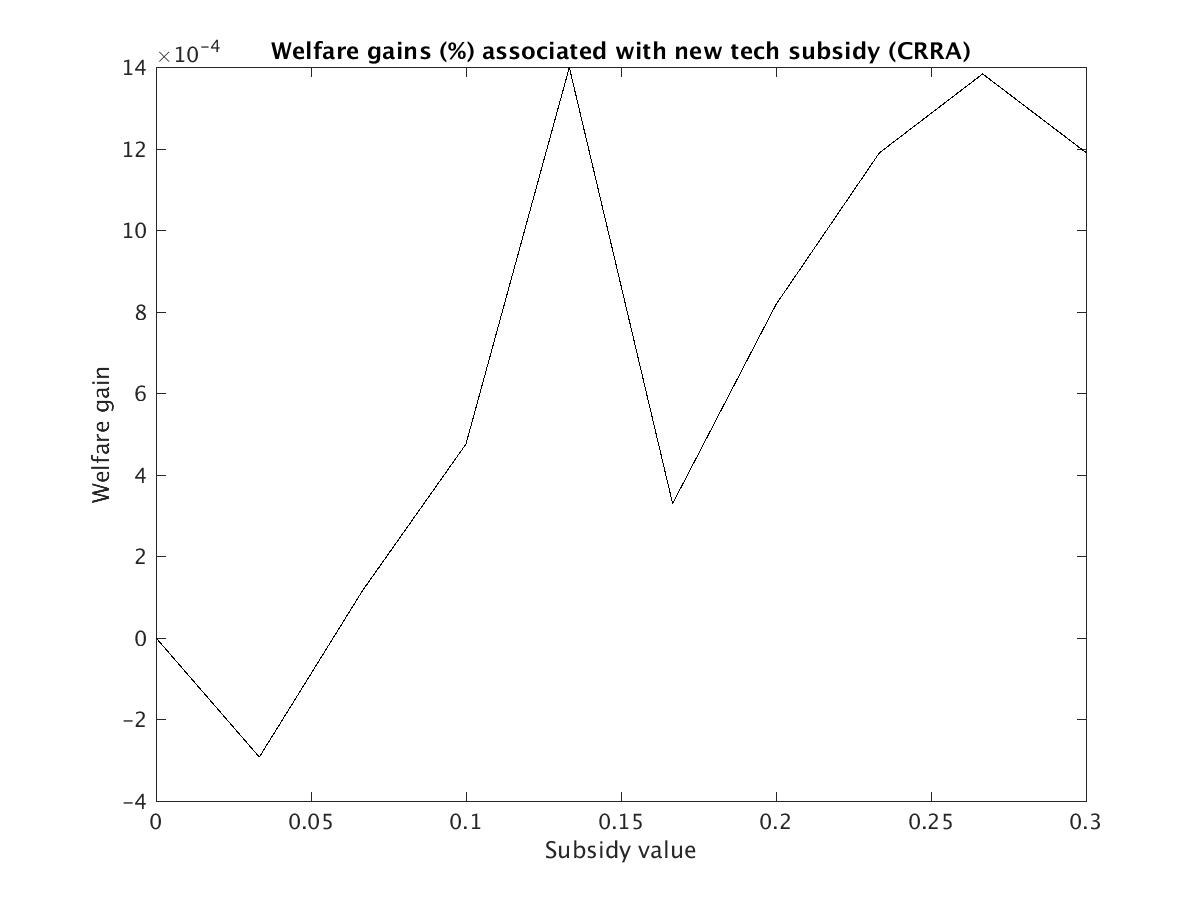 ×10⁻⁴
Welfare gains (%) associated with new tech subsidy (CRRA)
14
12
10
8
6
4
2
0
−2
−4
Welfare gain
0 0.05 0.1 0.15 0.2 0.25 0.3
Subsidy value